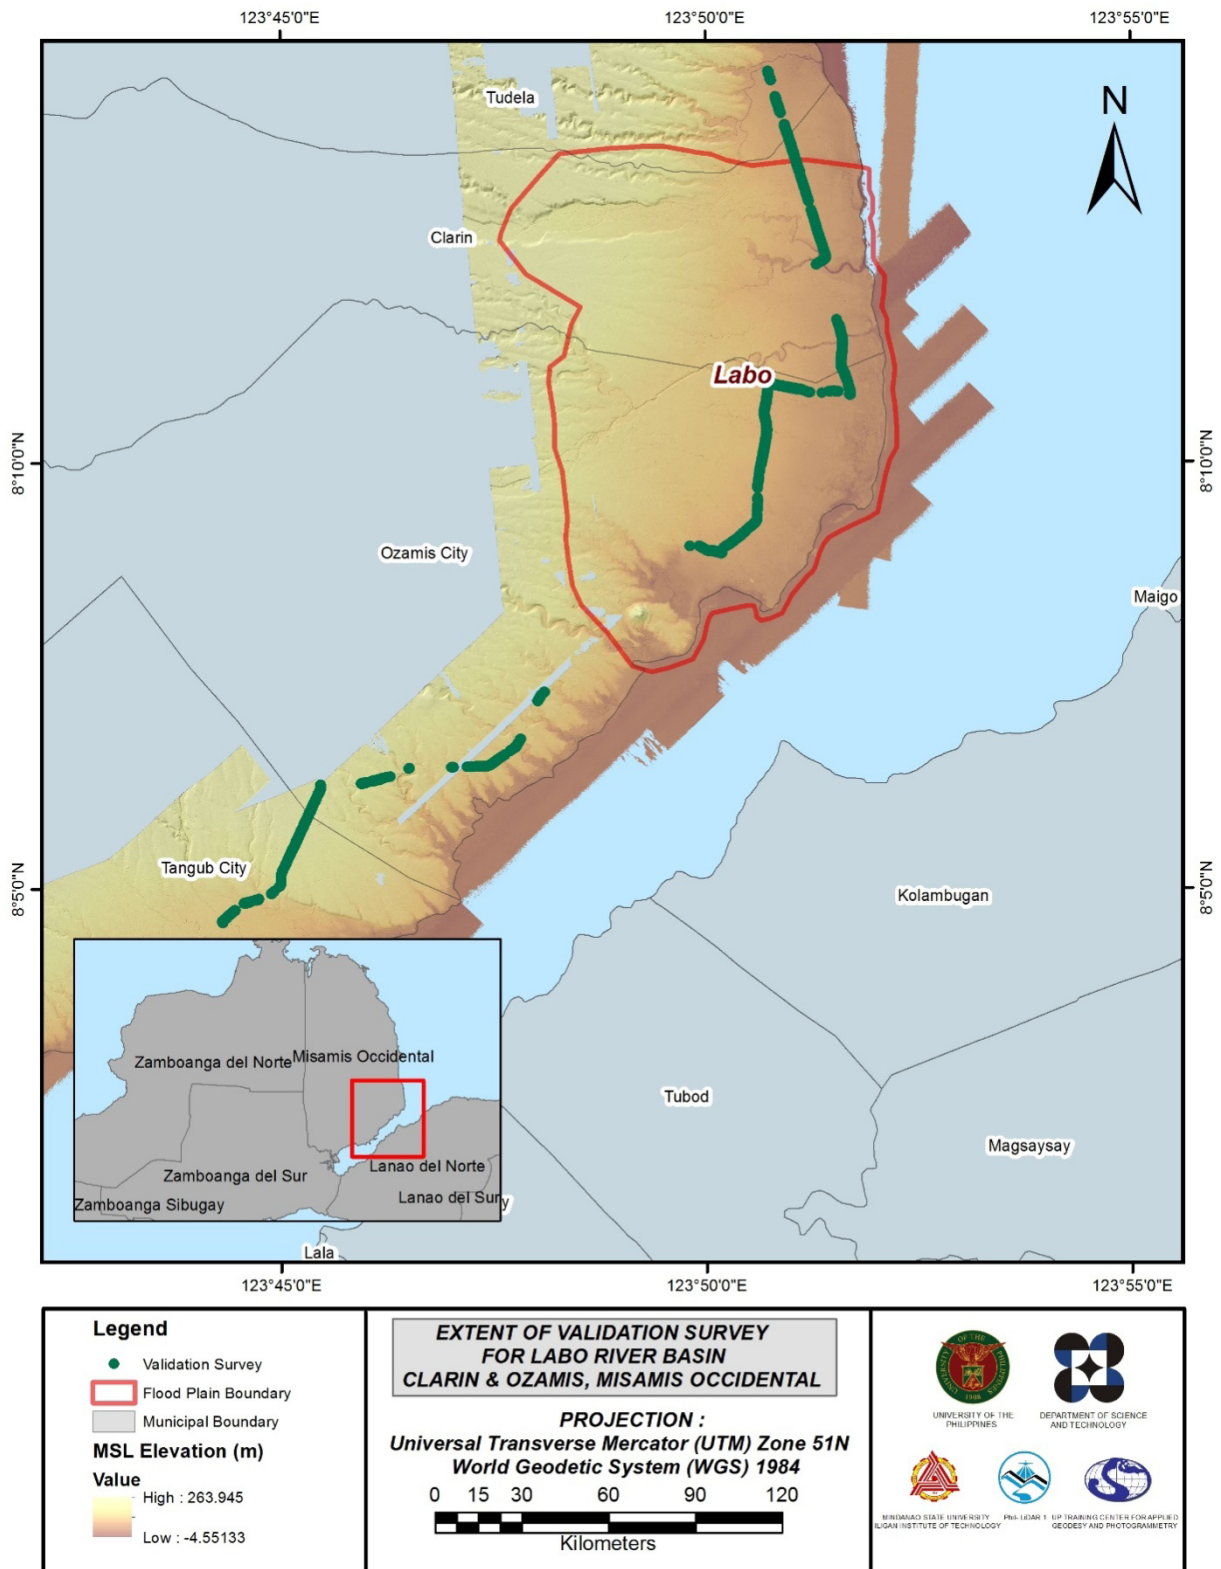 123°45'0"E
123°50'0"E
123°55'0"E
Tudela
N
Clarin
Labo
8°10'0"N
8°10'0"N
Ozamis City
Maigo
Tangub City
Kolambugan
8°5'0"N
8°5'0"N
Zamboanga del Norte
Misamis Occidental
Tubod
Magsaysay
Zamboanga del Sur
Lanao del Norte
Zamboanga Sibugay
Lanao del Sury
Lala
123°45'0"E
123°50'0"E
123°55'0"E
Legend
Validation Survey
Flood Plain Boundary
Municipal Boundary
MSL Elevation (m)
Value
High : 263.945
Low : -4.55133
EXTENT OF VALIDATION SURVEY
FOR LABO RIVER BASIN
CLARIN & OZAMIS, MISAMIS OCCIDENTAL
PROJECTION :
Universal Transverse Mercator (UTM) Zone 51N
World Geodetic System (WGS) 1984
0 15 30 60 90 120
Kilometers
UNIVERSITY OF THE PHILIPPINES
1908
UNIVERSITY OF THE
PHILIPPINES
DEPARTMENT OF SCIENCE
AND TECHNOLOGY
MINDANAO STATE UNIVERSITY
ILIGAN INSTITUTE OF TECHNOLOGY
Phil- LiDAR 1
UP TRAINING CENTER FOR APPLIED
GEODESY AND PHOTOGRAMMETRY